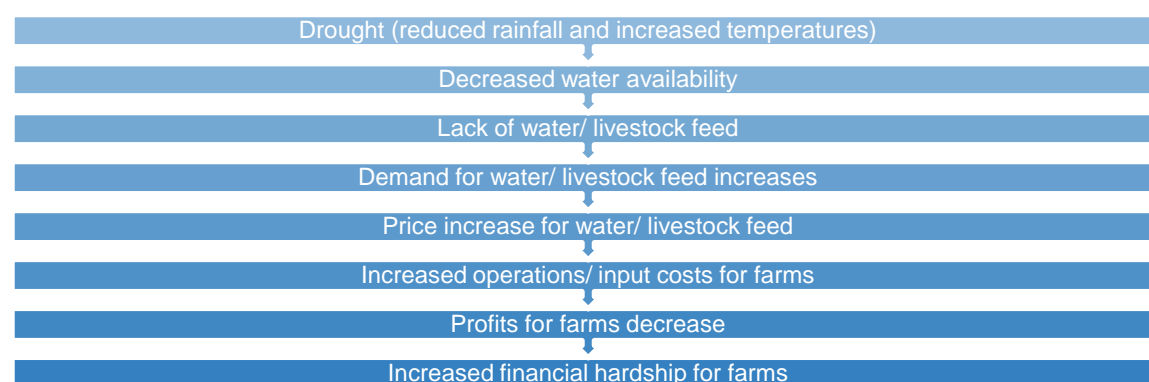 Drought (reduced rainfall and increased temperatures)
Decreased water availability
Lack of water/ livestock feed
Demand for water/ livestock feed increases
Price increase for water/ livestock feed
Increased operations/ input costs for farms
Profits for farms decrease
Increased financial hardship for farms